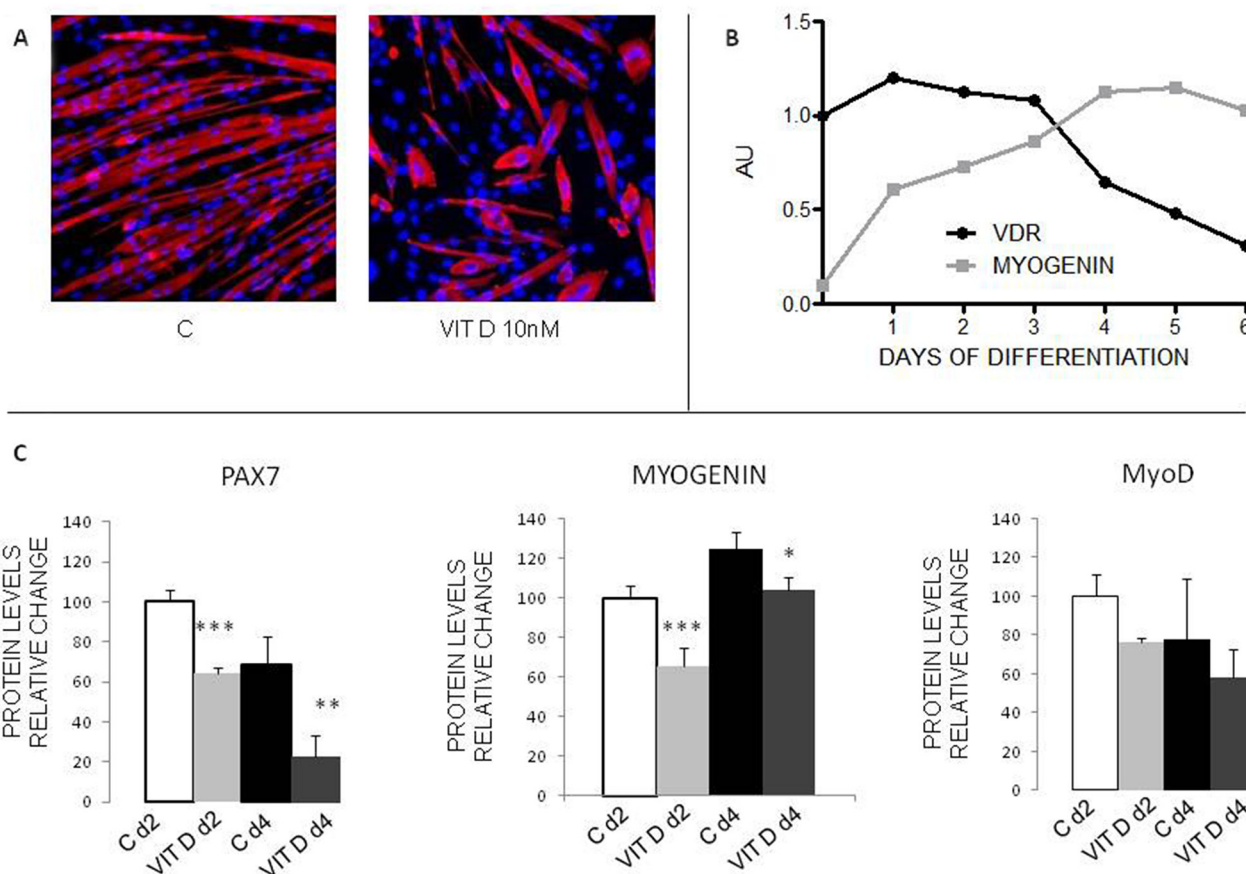 A
C
VIT D 10nM
B
1.5
1.0
0.5
0.0
AU
VDR
MYOGENIN
1 2 3 4 5 6
DAYS OF DIFFERENTIATION
C
PAX7
PROTEIN LEVELS
RELATIVE CHANGE
140
120
100
80
60
40
20
0
***
**
C d2 VIT D d2 C d4 VIT D d4
MYOGENIN
PROTEIN LEVELS
RELATIVE CHANGE
140
120
100
80
60
40
20
0
***
*
C d2 VIT D d2 C d4 VIT D d4
MyoD
PROTEIN LEVELS
RELATIVE CHANGE
140
120
100
80
60
40
20
0
C d2 VIT D d2 C d4 VIT D d4